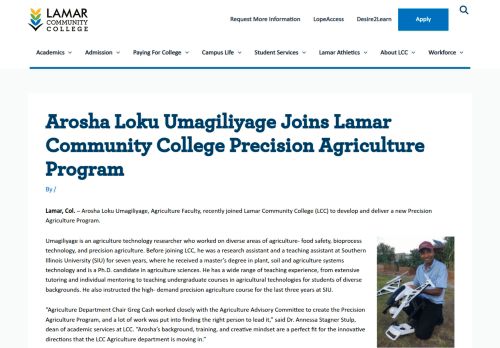 LAMAR
COMMUNITY
COLLEGE
Request More Information LopeAccess Desire2Learn Apply
Academics Admission Paying For College Campus Life Student Services Lamar Athletics About LCC Workforce
Arosha Loku Umagiliyage Joins Lamar
Community College Precision Agriculture
Program
By /
Lamar, Col. – Arosha Loku Umagiliyage, Agriculture Faculty, recently joined Lamar Community College (LCC) to develop and deliver a new Precision
Agriculture Program.
Umagiliyage is an agriculture technology researcher who worked on diverse areas of agriculture- food safety, bioprocess
technology, and precision agriculture. Before joining LCC, he was a research assistant and a teaching assistant at Southern
Illinois University (SIU) for seven years, where he received a master's degree in plant, soil and agriculture systems
technology and is a Ph.D. candidate in agriculture sciences. He has a wide range of teaching experience, from extensive
tutoring and individual mentoring to teaching undergraduate courses in agricultural technologies for students of diverse
backgrounds. He also instructed the high- demand precision agriculture course for the last three years at SIU.
"Agriculture Department Chair Greg Cash worked closely with the Agriculture Advisory Committee to create the Precision
Agriculture Program, and a lot of work was put into finding the right person to lead it," said Dr. Annessa Stagner Stulp,
dean of academic services at LCC. "Arosha's background, training, and creative mindset are a perfect fit for the innovative
directions that the LCC Agriculture department is moving in."